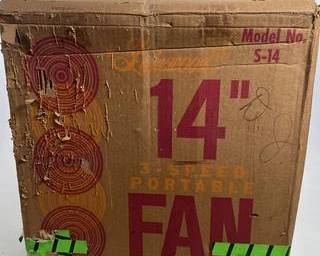 Model No.
S-14
14"
3-SPEED
PORTABLE
FAN